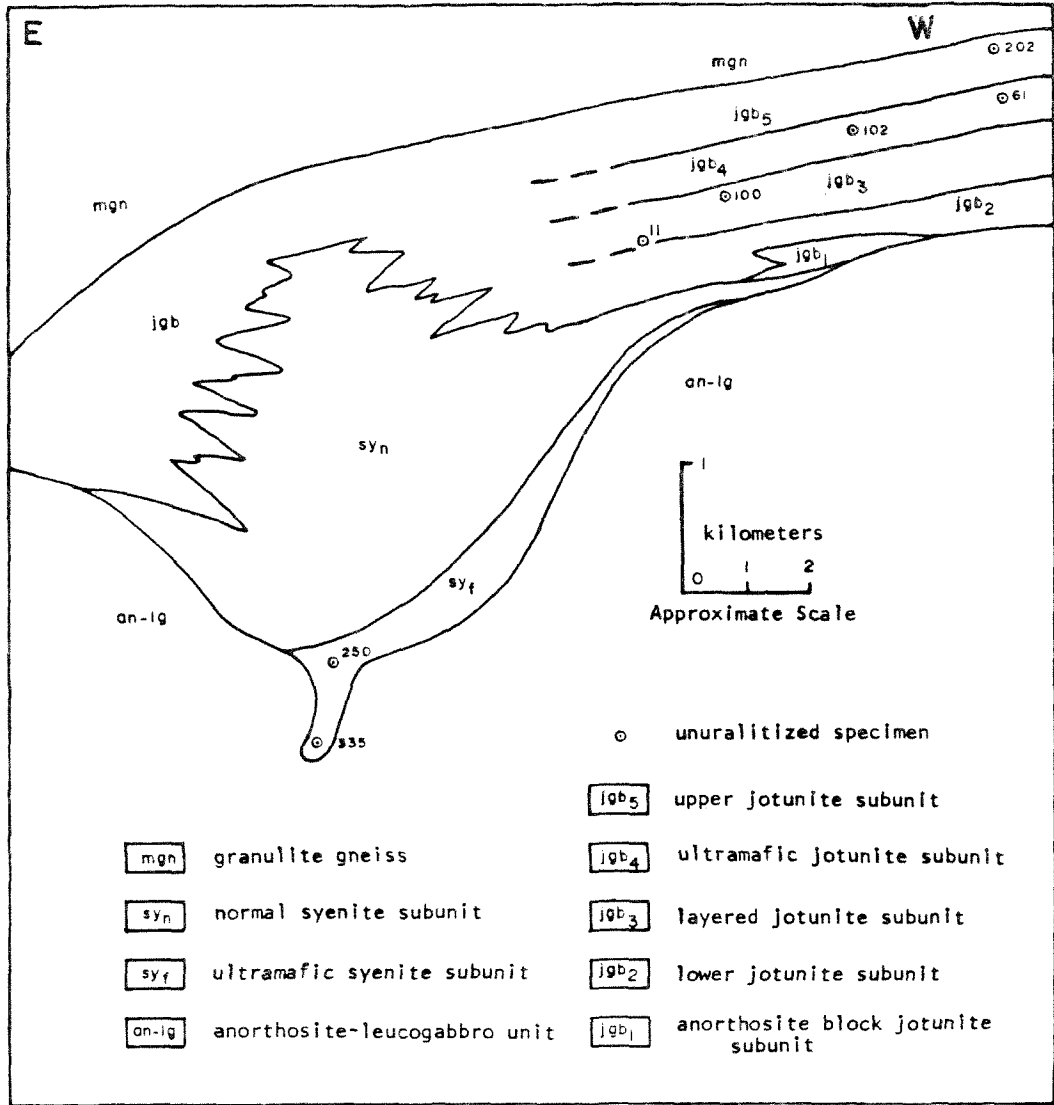 E
W
mgn
202
61
jgb5
102
jgb4
jgb3
100
jgb2
mgn
11
jgb1
jgb
an-lg
syn
1
kilometers
0 1 2
Approximate Scale
syf
an-lg
250
335
unuralitized specimen
jgb5 upper jotunite subunit
mgn granulite gneiss
jgb4 ultramafic jotunite subunit
syn normal syenite subunit
jgb3 layered jotunite subunit
syf ultramafic syenite subunit
jgb2 lower jotunite subunit
an-lg anorthosite-leucogabbro unit
jgb1 anorthosite block jotunite
subunit